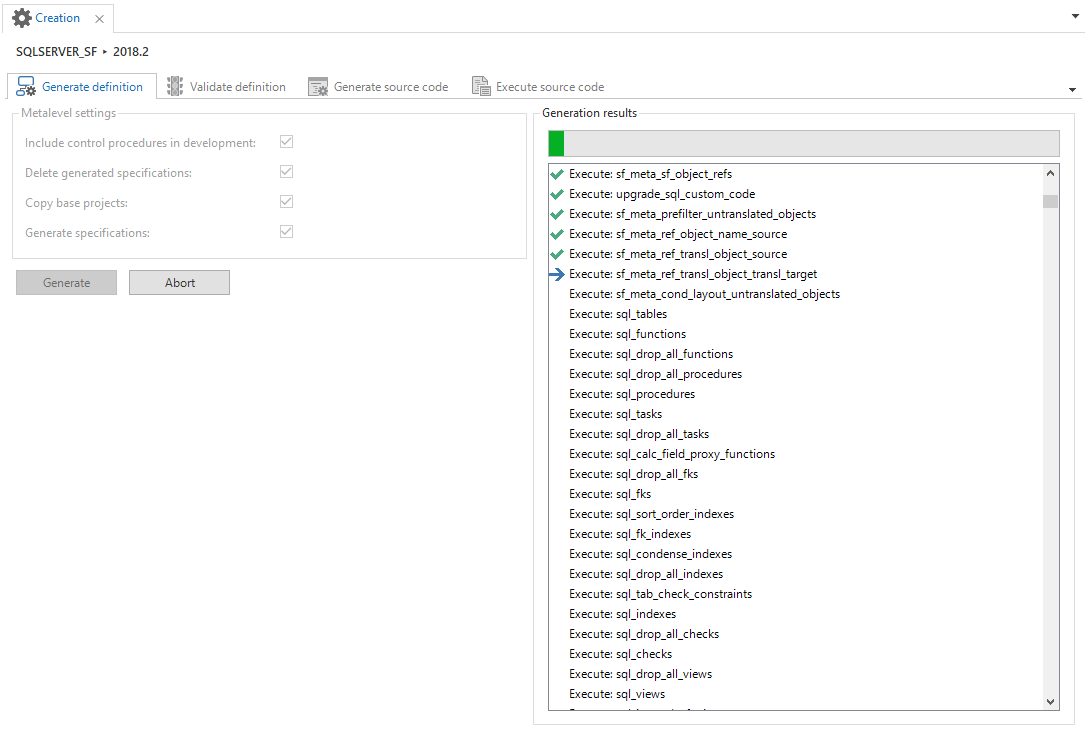 Creation
SQLSERVER_SF ▸ 2018.2
Generate definition
Validate definition
Generate source code
Execute source code
Metalevel settings
Include control procedures in development:
Delete generated specifications:
Copy base projects:
Generate specifications:
Generate
Abort
Generation results
Execute: sf_meta_sf_object_refs
Execute: upgrade_sql_custom_code
Execute: sf_meta_prefilter_untranslated_objects
Execute: sf_meta_ref_object_name_source
Execute: sf_meta_ref_transl_object_source
Execute: sf_meta_ref_transl_object_transl_target
Execute: sf_meta_cond_layout_untranslated_objects
Execute: sql_tables
Execute: sql_functions
Execute: sql_drop_all_functions
Execute: sql_drop_all_procedures
Execute: sql_procedures
Execute: sql_tasks
Execute: sql_drop_all_tasks
Execute: sql_calc_field_proxy_functions
Execute: sql_drop_all_fks
Execute: sql_fks
Execute: sql_sort_order_indexes
Execute: sql_fk_indexes
Execute: sql_condense_indexes
Execute: sql_drop_all_indexes
Execute: sql_tab_check_constraints
Execute: sql_indexes
Execute: sql_drop_all_checks
Execute: sql_checks
Execute: sql_drop_all_views
Execute: sql_views